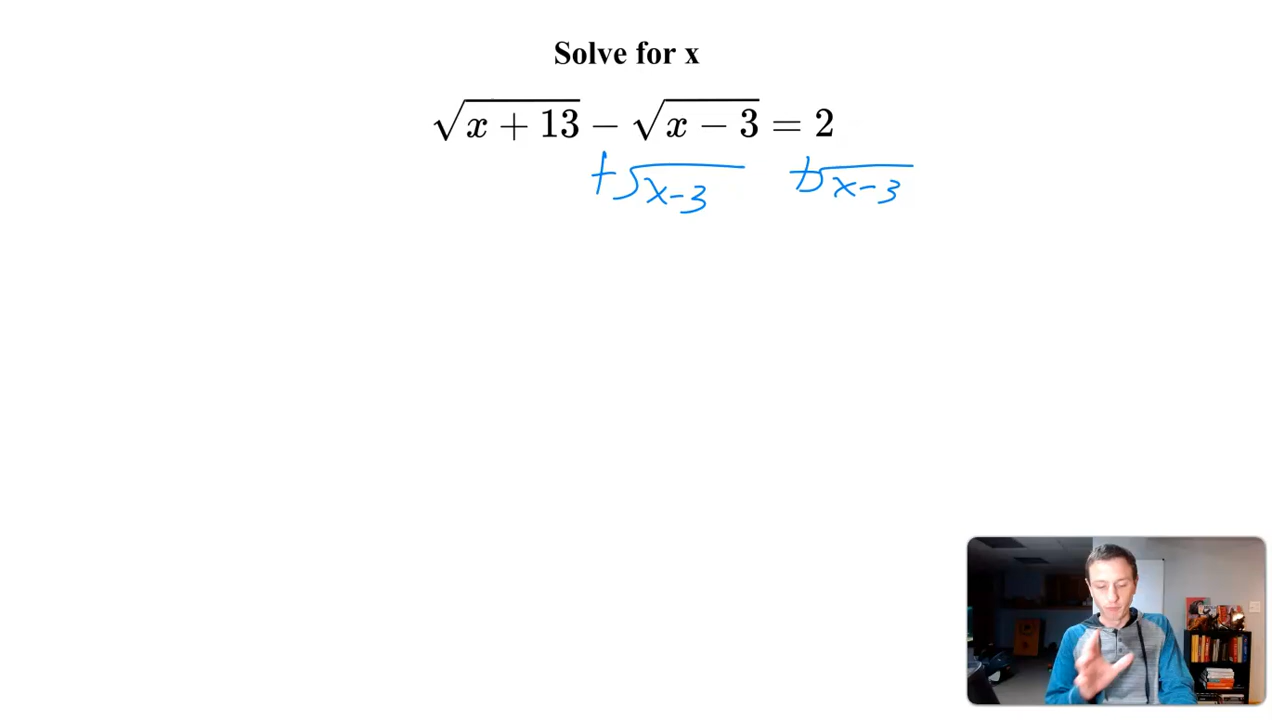 Solve for x
√(x + 13) − √(x − 3) = 2
+√(x−3) +√(x−3)